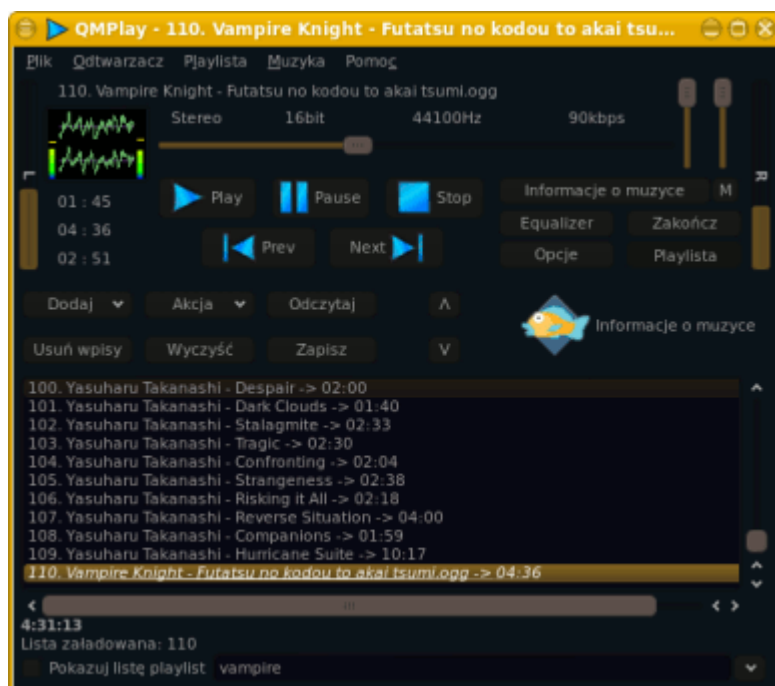 QMPlay - 110. Vampire Knight - Futatsu no kodou to akai tsu...
Plik Odtwarzacz Playlista Muzyka Pomoc
110. Vampire Knight - Futatsu no kodou to akai tsumi.ogg
Stereo 16bit 44100Hz 90kbps
L R
01 : 45
04 : 36
02 : 51
Play Pause Stop
Prev Next
Informacje o muzyce M
Equalizer Zakończ
Opcje Playlista
Dodaj Akcja Odczytaj Λ
Usuń wpisy Wyczyść Zapisz V
Informacje o muzyce
100. Yasuharu Takanashi - Despair -> 02:00
101. Yasuharu Takanashi - Dark Clouds -> 01:40
102. Yasuharu Takanashi - Stalagmite -> 02:33
103. Yasuharu Takanashi - Tragic -> 02:30
104. Yasuharu Takanashi - Confronting -> 02:04
105. Yasuharu Takanashi - Strangeness -> 02:38
106. Yasuharu Takanashi - Risking it All -> 02:18
107. Yasuharu Takanashi - Reverse Situation -> 04:00
108. Yasuharu Takanashi - Companions -> 01:59
109. Yasuharu Takanashi - Hurricane Suite -> 10:17
110. Vampire Knight - Futatsu no kodou to akai tsumi.ogg -> 04:36
4:31:13
Lista załadowana: 110
Pokazuj listę playlist vampire